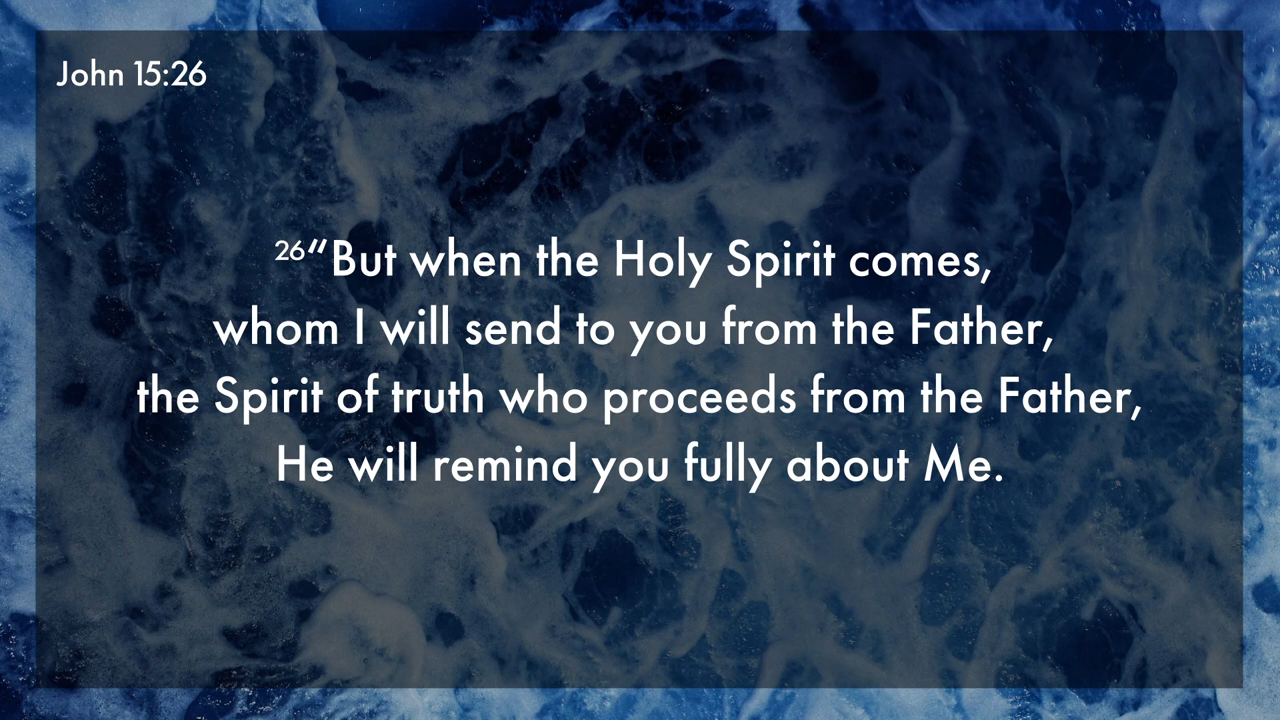 John 15:26
²⁶“But when the Holy Spirit comes,
whom I will send to you from the Father,
the Spirit of truth who proceeds from the Father,
He will remind you fully about Me.